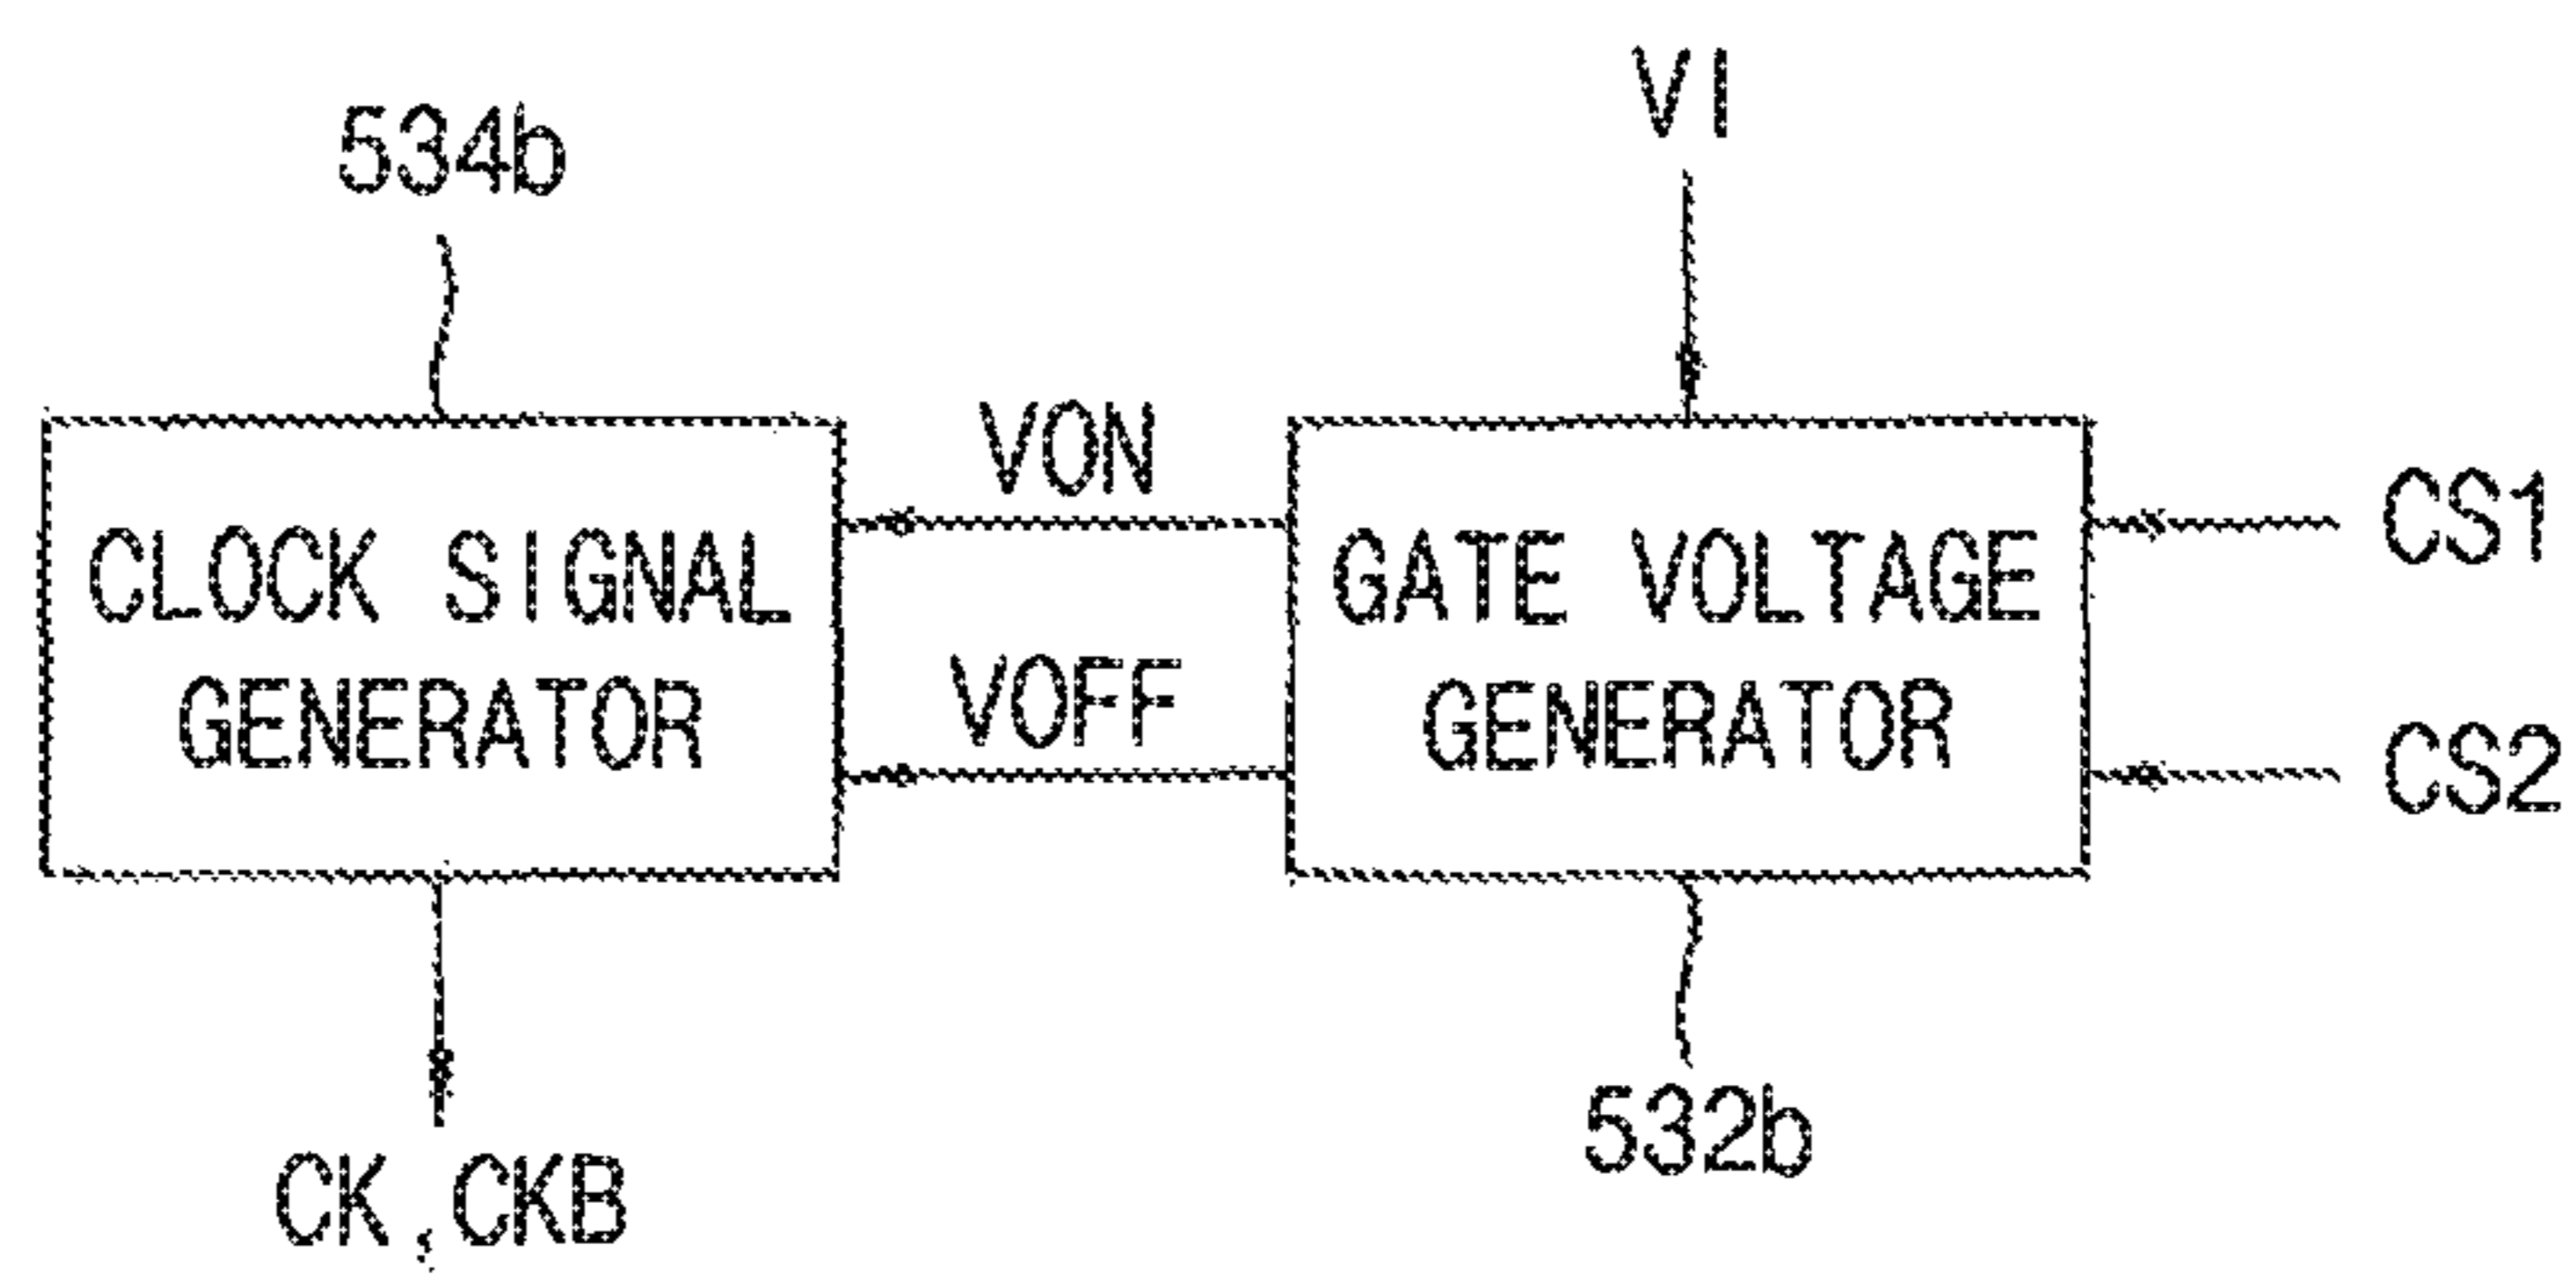 VI
534b
VON
CS1
CLOCK SIGNAL
GENERATOR
GATE VOLTAGE
GENERATOR
VOFF
CS2
532b
CK,CKB